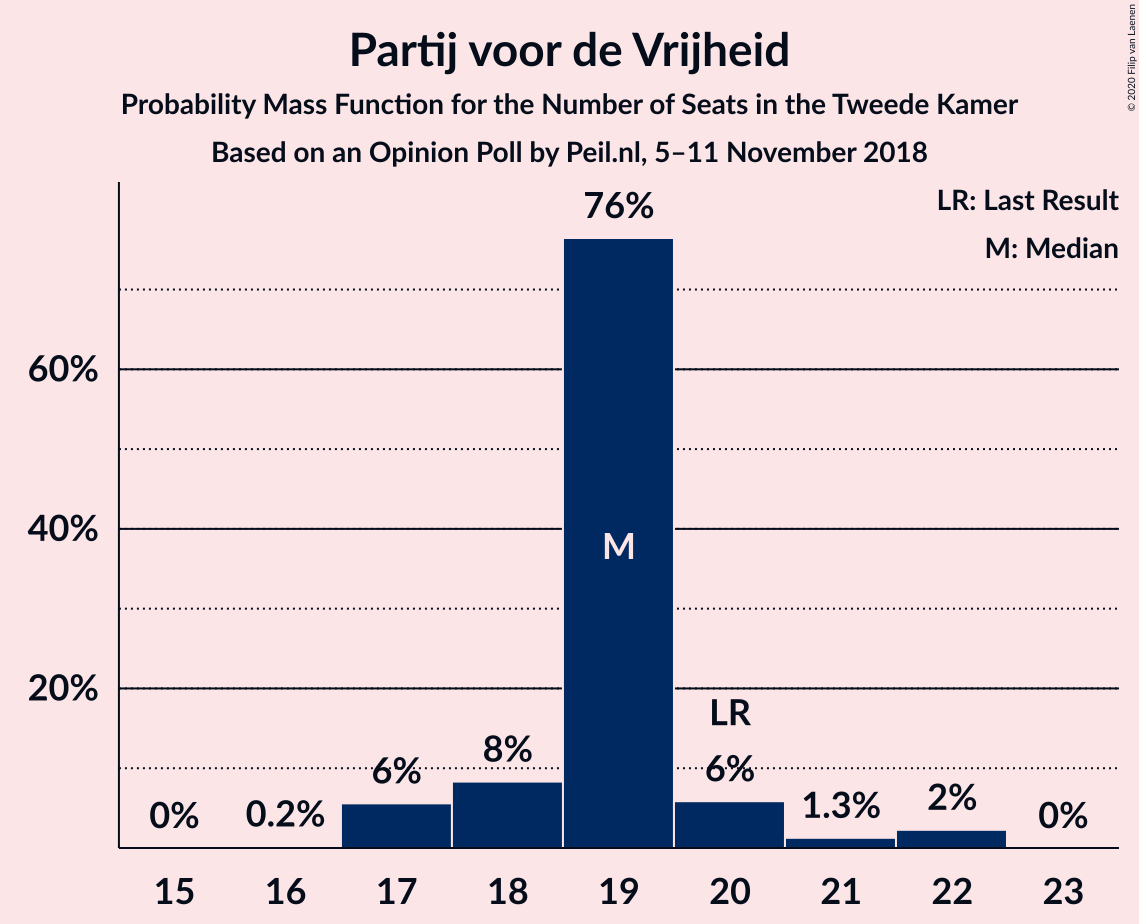 Partij voor de Vrijheid
Probability Mass Function for the Number of Seats in the Tweede Kamer
Based on an Opinion Poll by Peil.nl, 5–11 November 2018
© 2020 Filip van Laenen
LR: Last Result
M: Median
76%
60%
40%
20%
M
LR
0%
0.2%
6%
8%
6%
1.3%
2%
0%
15 16 17 18 19 20 21 22 23